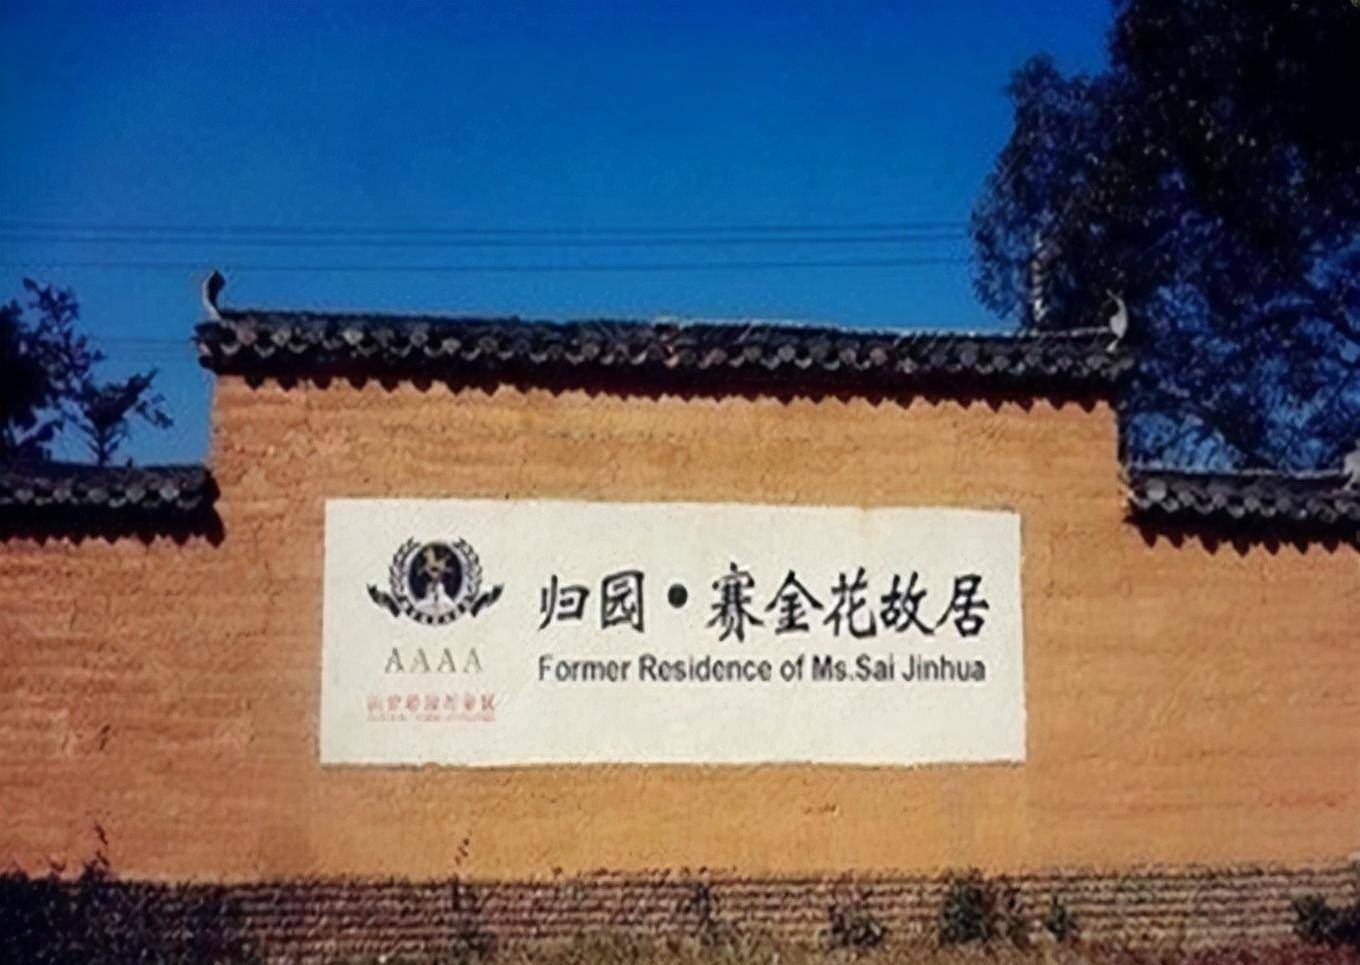 归园•赛金花故居
Former Residence of Ms.Sai Jinhua
AAAA